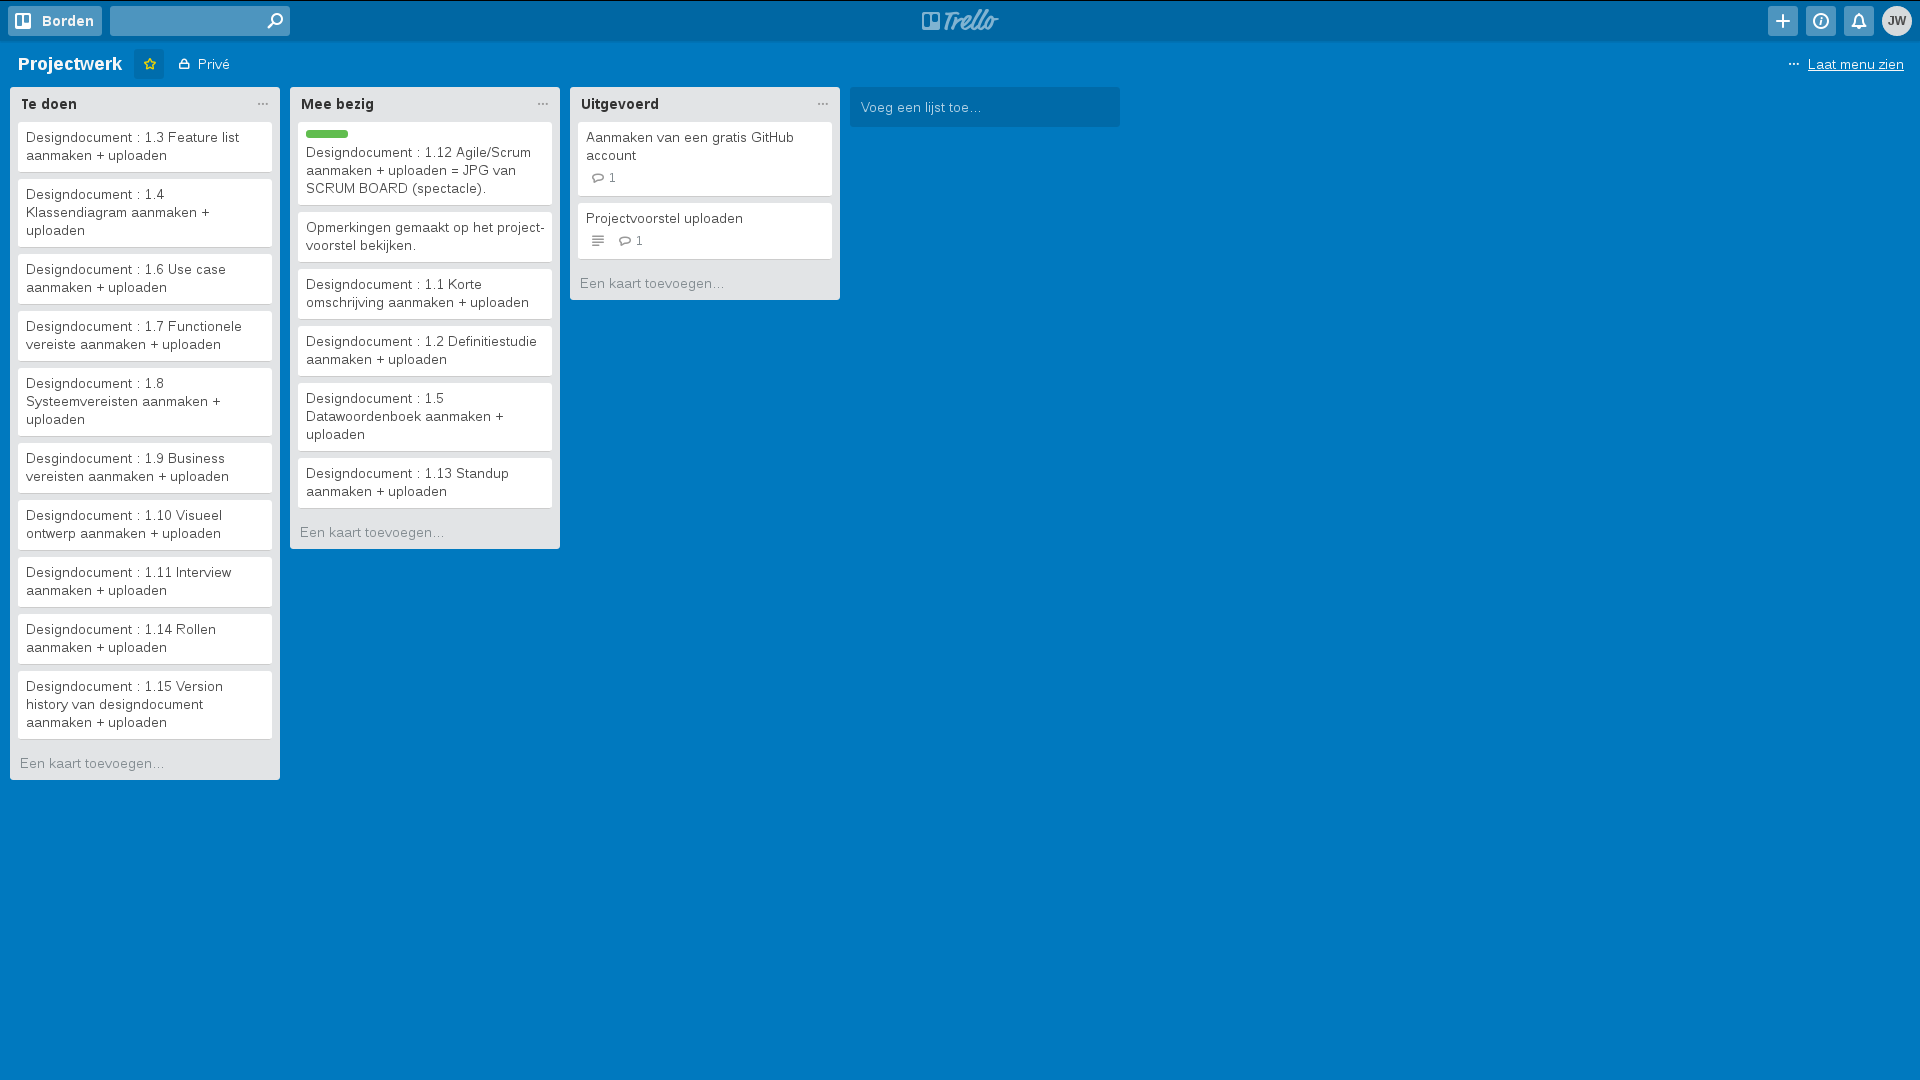 Borden
Trello
JW
Projectwerk
Privé
Laat menu zien
Te doen
Designdocument : 1.3 Feature list
aanmaken + uploaden
Designdocument : 1.4
Klassendiagram aanmaken +
uploaden
Designdocument : 1.6 Use case
aanmaken + uploaden
Designdocument : 1.7 Functionele
vereiste aanmaken + uploaden
Designdocument : 1.8
Systeemvereisten aanmaken +
uploaden
Desgindocument : 1.9 Business
vereisten aanmaken + uploaden
Designdocument : 1.10 Visueel
ontwerp aanmaken + uploaden
Designdocument : 1.11 Interview
aanmaken + uploaden
Designdocument : 1.14 Rollen
aanmaken + uploaden
Designdocument : 1.15 Version
history van designdocument
aanmaken + uploaden
Een kaart toevoegen...
Mee bezig
Designdocument : 1.12 Agile/Scrum
aanmaken + uploaden = JPG van
SCRUM BOARD (spectacle).
Opmerkingen gemaakt op het project-
voorstel bekijken.
Designdocument : 1.1 Korte
omschrijving aanmaken + uploaden
Designdocument : 1.2 Definitiestudie
aanmaken + uploaden
Designdocument : 1.5
Datawoordenboek aanmaken +
uploaden
Designdocument : 1.13 Standup
aanmaken + uploaden
Een kaart toevoegen...
Uitgevoerd
Aanmaken van een gratis GitHub
account
1
Projectvoorstel uploaden
1
Een kaart toevoegen...
Voeg een lijst toe...